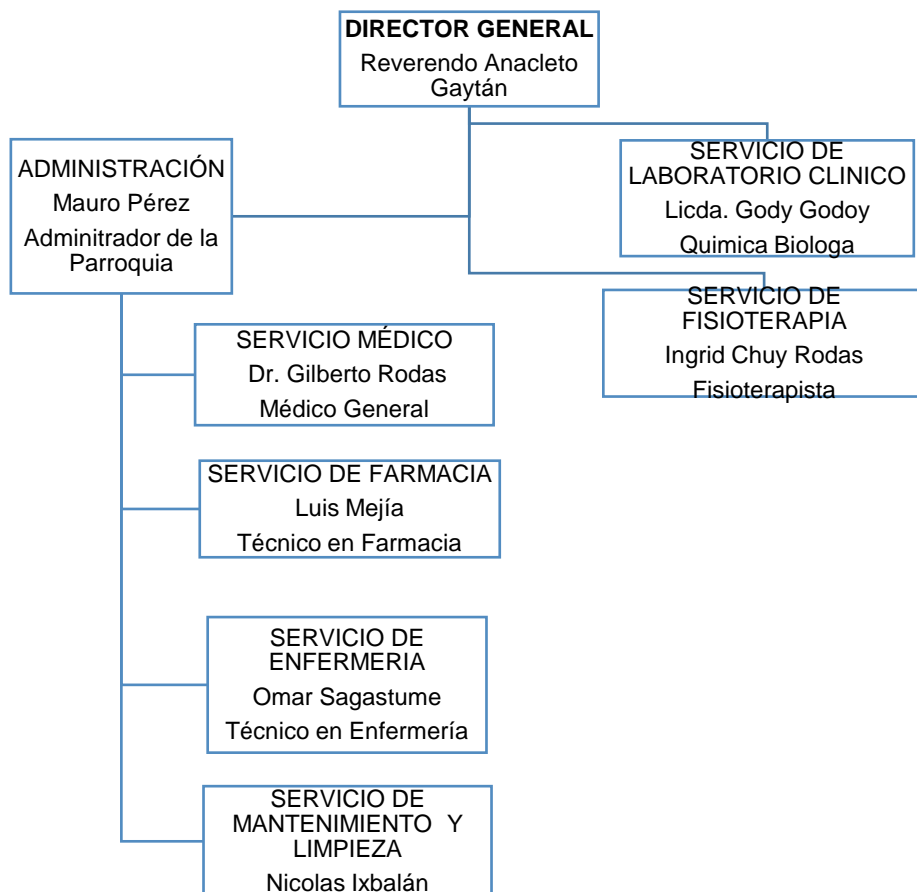 DIRECTOR GENERAL
Reverendo Anacleto
Gaytán
ADMINISTRACIÓN
Mauro Pérez
Adminitrador de la
Parroquia
SERVICIO DE
LABORATORIO CLINICO
Licda. Gody Godoy
Quimica Biologa
SERVICIO DE
FISIOTERAPIA
Ingrid Chuy Rodas
Fisioterapista
SERVICIO MÉDICO
Dr. Gilberto Rodas
Médico General
SERVICIO DE FARMACIA
Luis Mejía
Técnico en Farmacia
SERVICIO DE
ENFERMERIA
Omar Sagastume
Técnico en Enfermería
SERVICIO DE
MANTENIMIENTO Y
LIMPIEZA
Nicolas Ixbalán